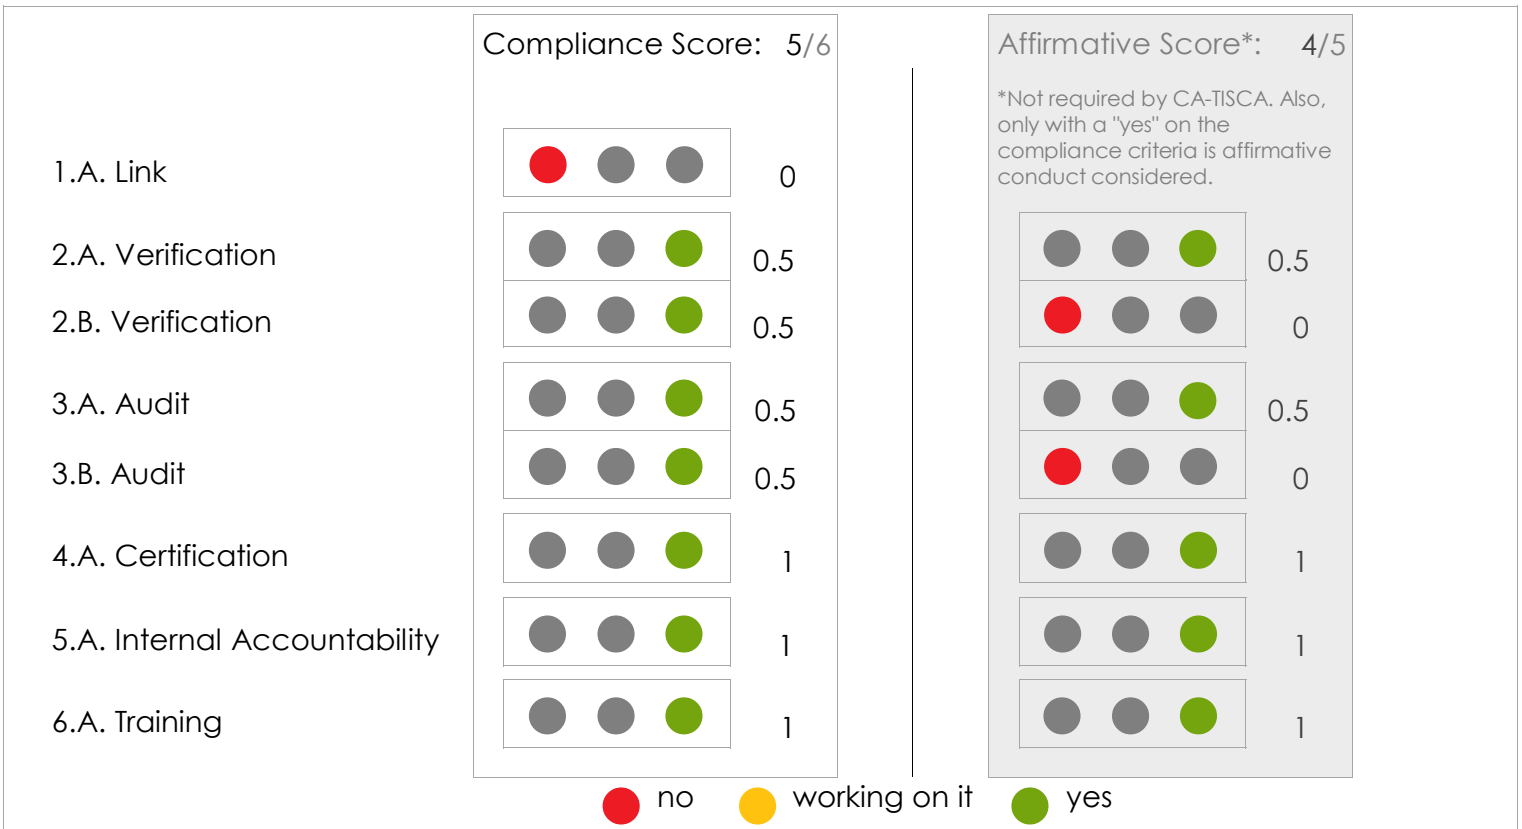 Compliance Score: 5/6
Affirmative Score*: 4/5
*Not required by CA-TISCA. Also,
only with a "yes" on the
compliance criteria is affirmative
conduct considered.
1.A. Link 0
2.A. Verification 0.5 0.5
2.B. Verification 0.5 0
3.A. Audit 0.5 0.5
3.B. Audit 0.5 0
4.A. Certification 1 1
5.A. Internal Accountability 1 1
6.A. Training 1 1
no working on it yes